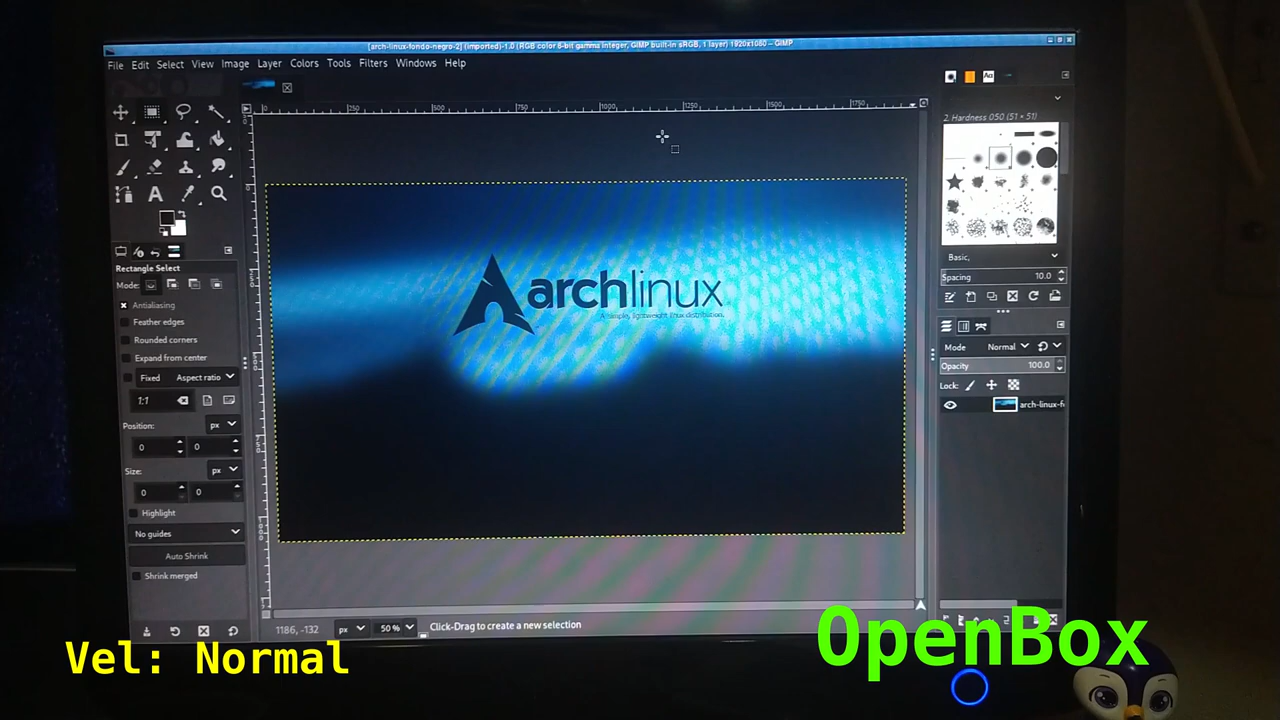 [arch-linux-fondo-negro-2] (imported)-1.0 (RGB color 8-bit gamma integer, GIMP built-in sRGB, 1 layer) 1920x1080 – GIMP
File Edit Select View Image Layer Colors Tools Filters Windows Help
0 250 500 750 1000 1250 1500 1750
2. Hardness 050 (51 × 51)
Basic,
Spacing 10.0
Mode Normal
Opacity 100.0
Lock:
arch-linux-f
Rectangle Select
Mode:
Antialiasing
Feather edges
Rounded corners
Expand from center
Fixed Aspect ratio
1:1
Position: px
0 0
Size: px
0 0
Highlight
No guides
Auto Shrink
Shrink merged
archlinux
A simple, lightweight linux distribution.
1186, -132 px 50 % Click-Drag to create a new selection
Vel: Normal
OpenBox